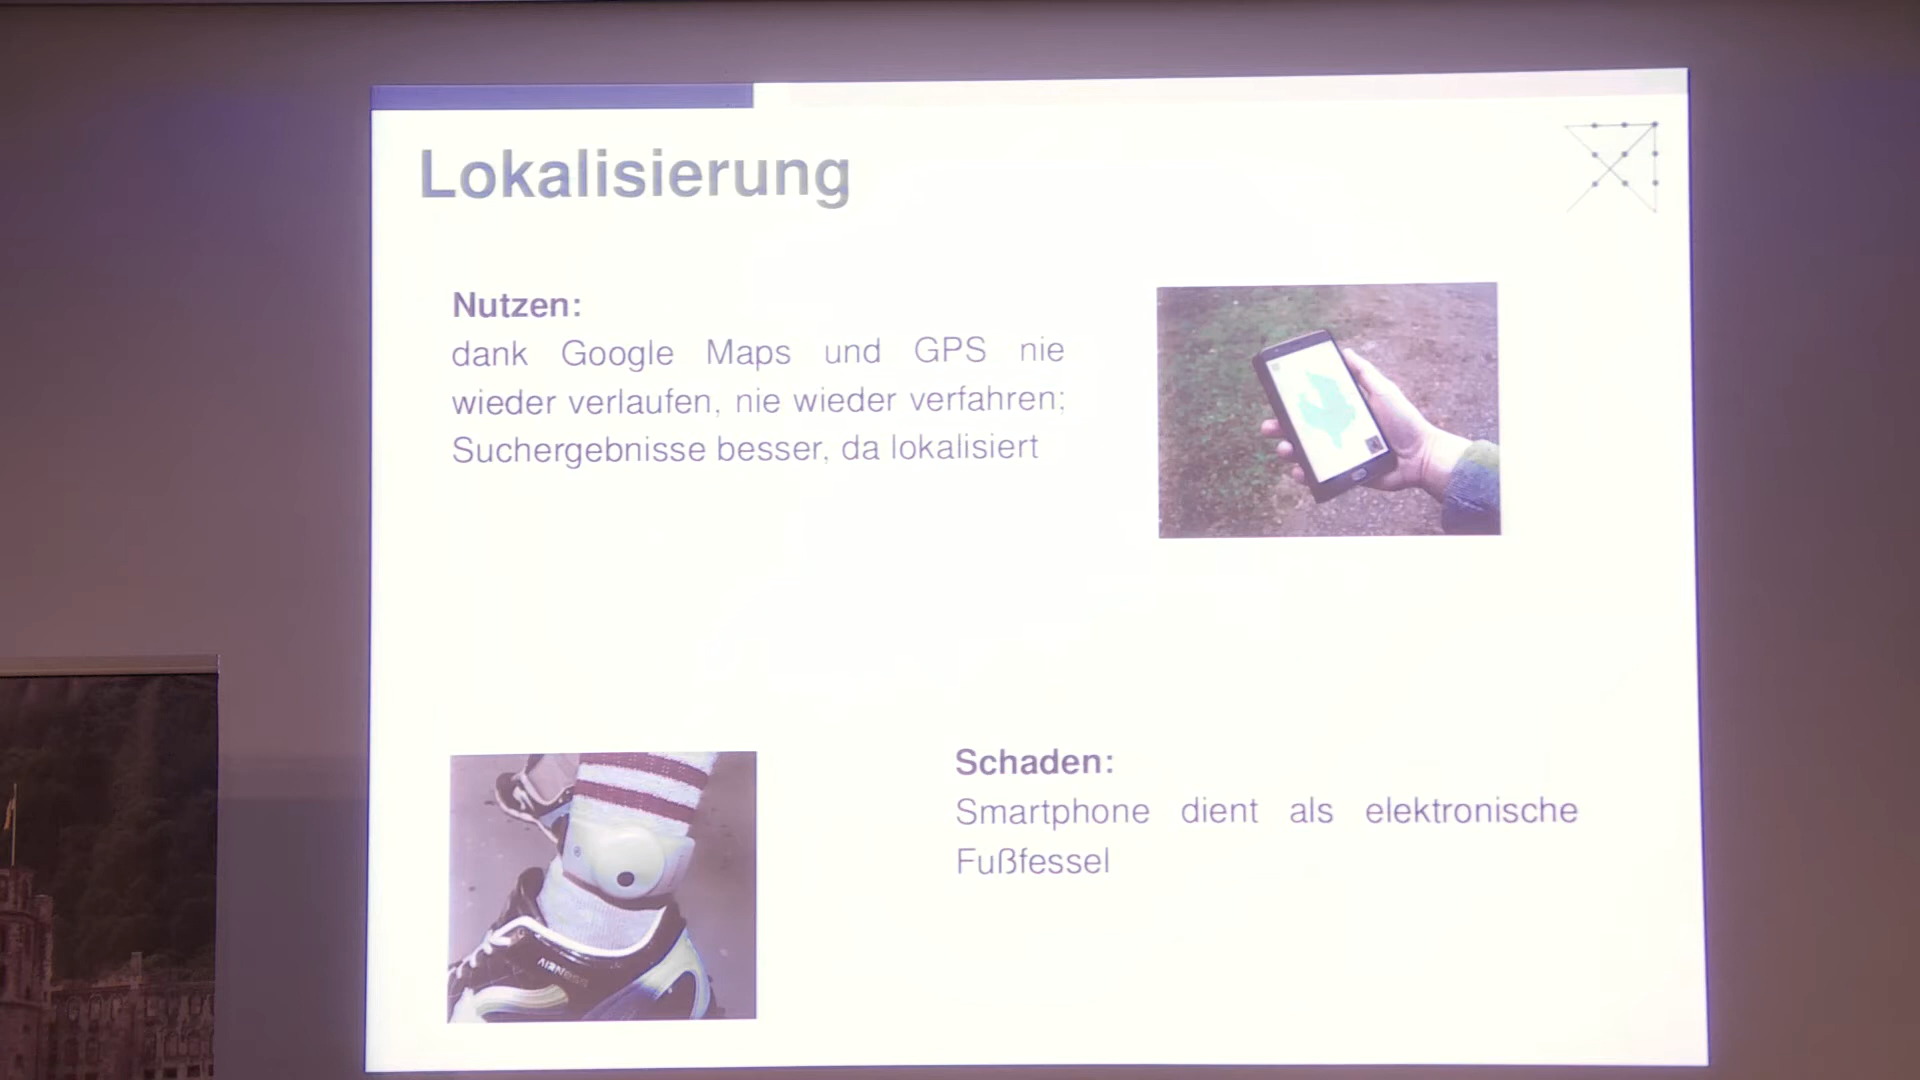 Lokalisierung
Nutzen:
dank Google Maps und GPS nie
wieder verlaufen, nie wieder verfahren;
Suchergebnisse besser, da lokalisiert
Schaden:
Smartphone dient als elektronische
Fußfessel
AIRNESS